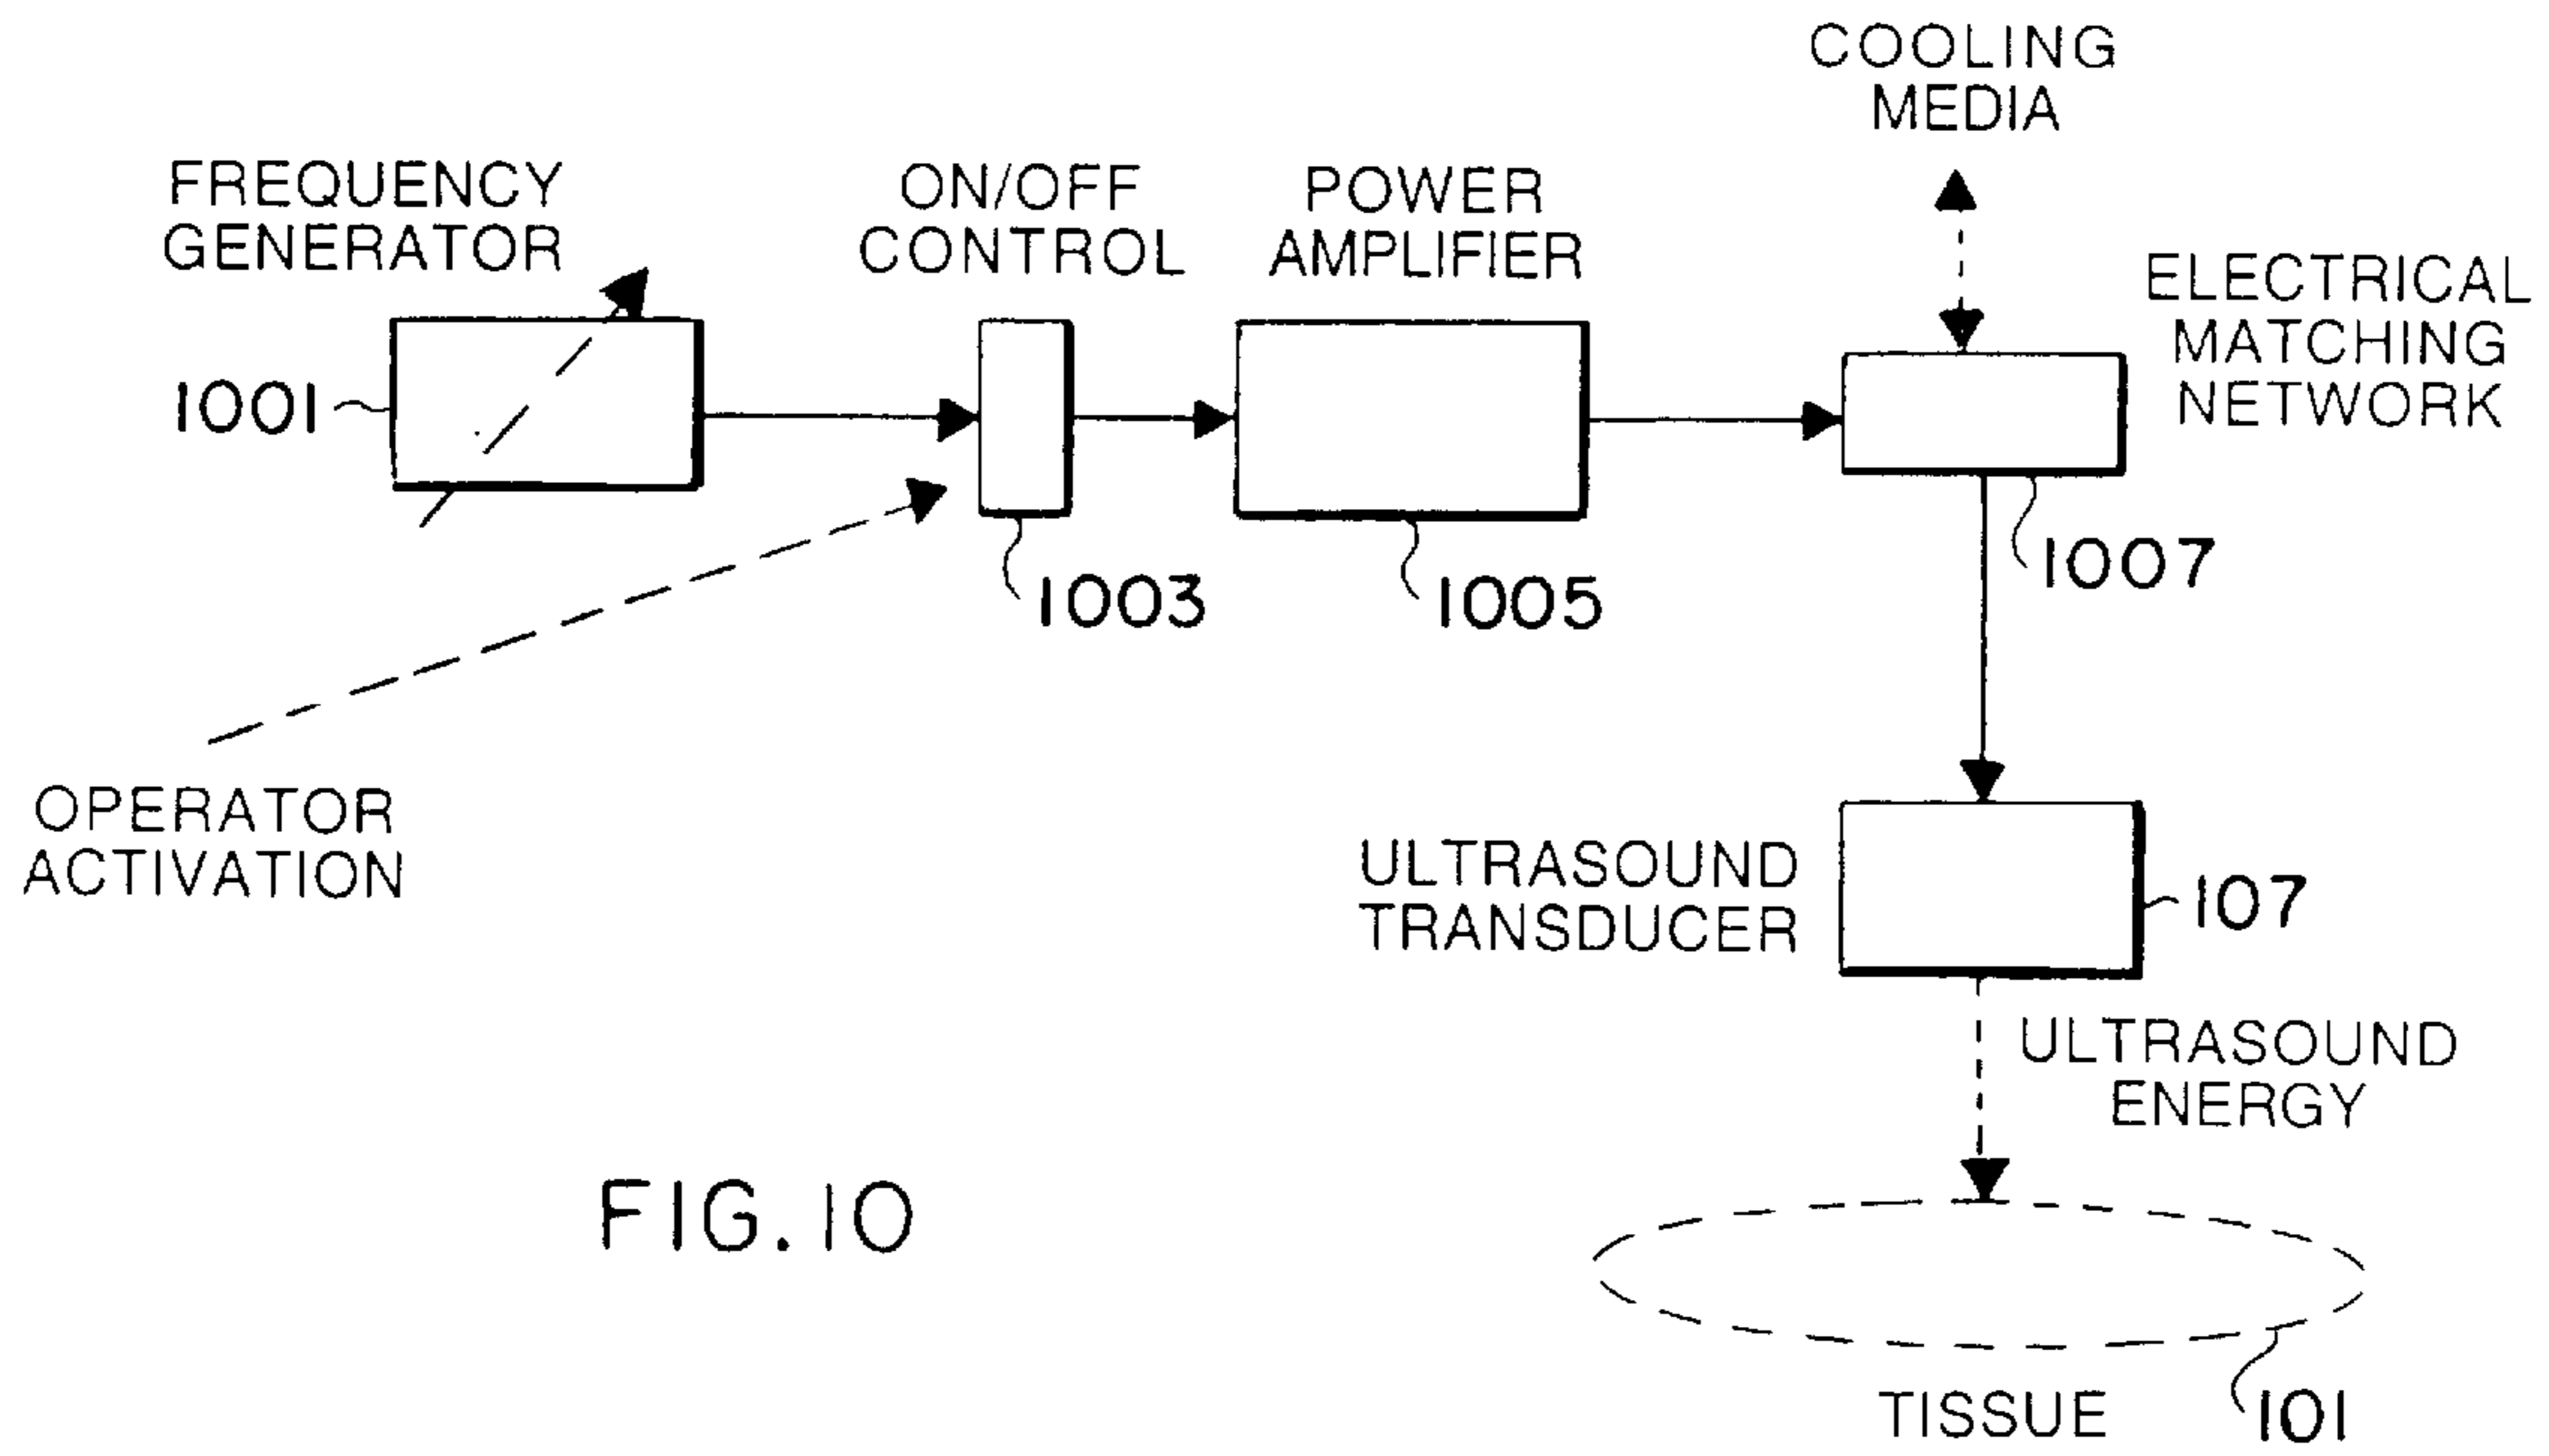 COOLING
MEDIA
FREQUENCY
GENERATOR
ON/OFF
CONTROL
POWER
AMPLIFIER
ELECTRICAL
MATCHING
NETWORK
1001
1003
1005
1007
OPERATOR
ACTIVATION
ULTRASOUND
TRANSDUCER
107
ULTRASOUND
ENERGY
FIG. 10
TISSUE
101